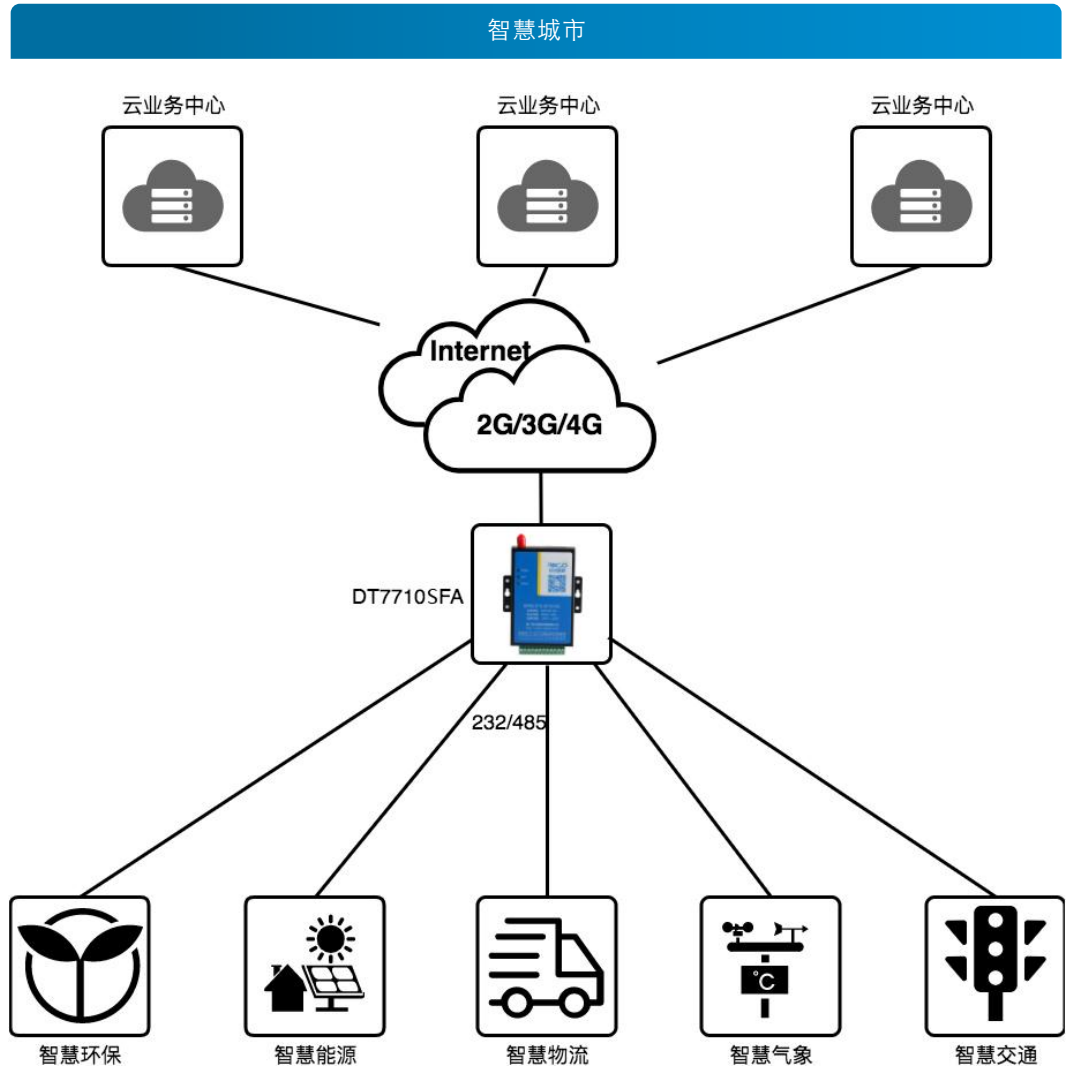 智慧城市
云业务中心
云业务中心
云业务中心
Internet
2G/3G/4G
DT7710SFA
232/485
℃
智慧环保
智慧能源
智慧物流
智慧气象
智慧交通